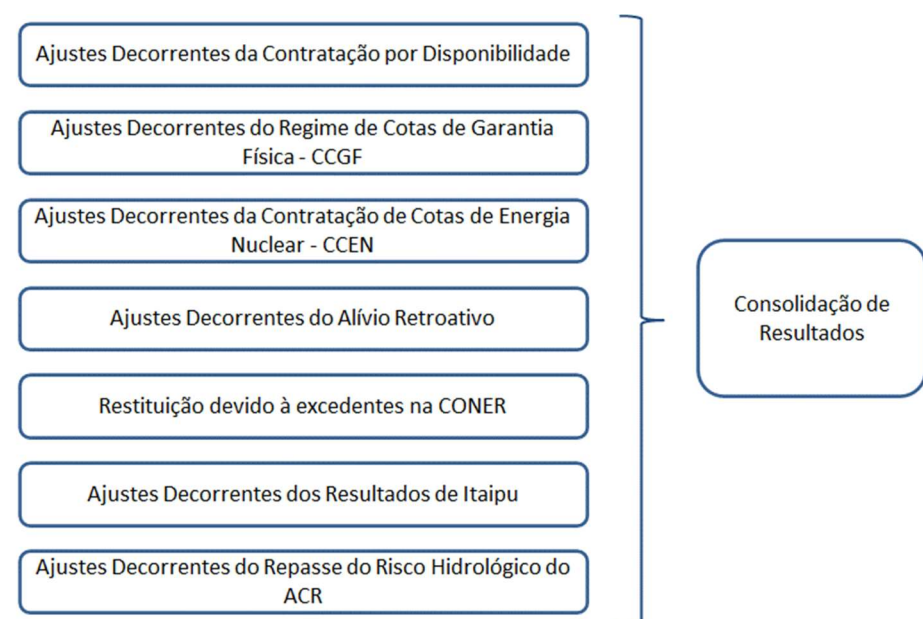 Ajustes Decorrentes da Contratação por Disponibilidade
Ajustes Decorrentes do Regime de Cotas de Garantia
Física - CCGF
Ajustes Decorrentes da Contratação de Cotas de Energia
Nuclear - CCEN
Ajustes Decorrentes do Alívio Retroativo
Restituição devido à excedentes na CONER
Ajustes Decorrentes dos Resultados de Itaipu
Ajustes Decorrentes do Repasse do Risco Hidrológico do
ACR
Consolidação de
Resultados